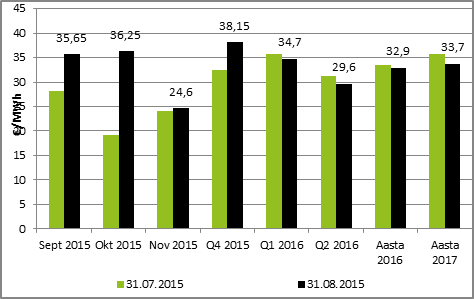 45
40
35
30
25
20
15
10
5
0
€/MWh
35,65
36,25
24,6
38,15
34,7
29,6
32,9
33,7
Sept 2015
Okt 2015
Nov 2015
Q4 2015
Q1 2016
Q2 2016
Aasta
2016
Aasta
2017
31.07.2015
31.08.2015